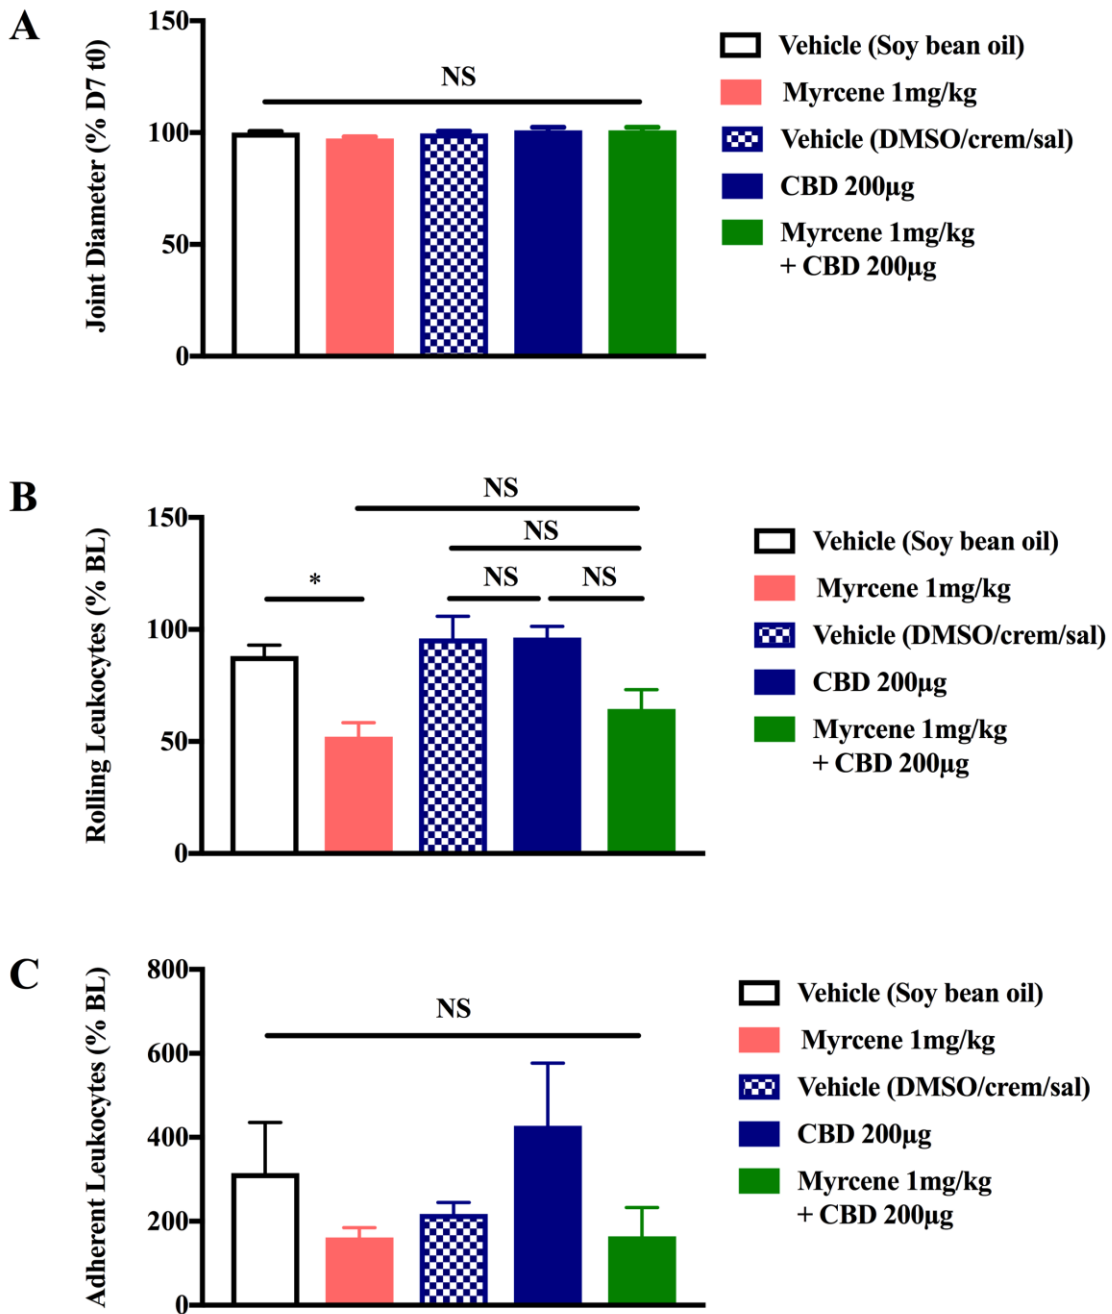 A
Joint Diameter (% D7 t0)
150
100
50
0
NS
Vehicle (Soy bean oil)
Myrcene 1mg/kg
Vehicle (DMSO/crem/sal)
CBD 200µg
Myrcene 1mg/kg
+ CBD 200µg
B
Rolling Leukocytes (% BL)
150
100
50
0
NS
NS
*
NS
NS
Vehicle (Soy bean oil)
Myrcene 1mg/kg
Vehicle (DMSO/crem/sal)
CBD 200µg
Myrcene 1mg/kg
+ CBD 200µg
C
Adherent Leukocytes (% BL)
800
600
400
200
0
NS
Vehicle (Soy bean oil)
Myrcene 1mg/kg
Vehicle (DMSO/crem/sal)
CBD 200µg
Myrcene 1mg/kg
+ CBD 200µg